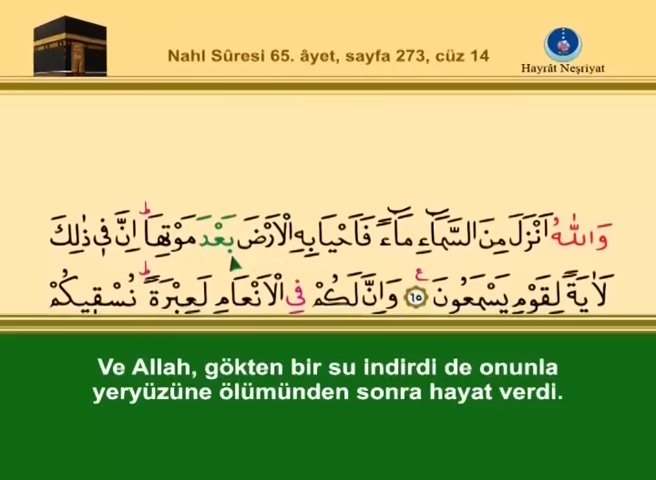 Nahl Sûresi 65. âyet, sayfa 273, cüz 14
Hayrât Neşriyat
وَاللّٰهُ اَنْزَلَ مِنَ السَّمَٓاءِ مَٓاءً فَاَحْيَا بِهِ الْاَرْضَ بَعْدَ مَوْتِهَا ۜ اِنَّ ف۪ي ذٰلِكَ
لَاٰيَةً لِقَوْمٍ يَسْمَعُونَ ع ٦٥ وَاِنَّ لَكُمْ فِي الْاَنْعَامِ لَعِبْرَةً ۜ نُسْق۪يكُمْ
Ve Allah, gökten bir su indirdi de onunla
yeryüzüne ölümünden sonra hayat verdi.